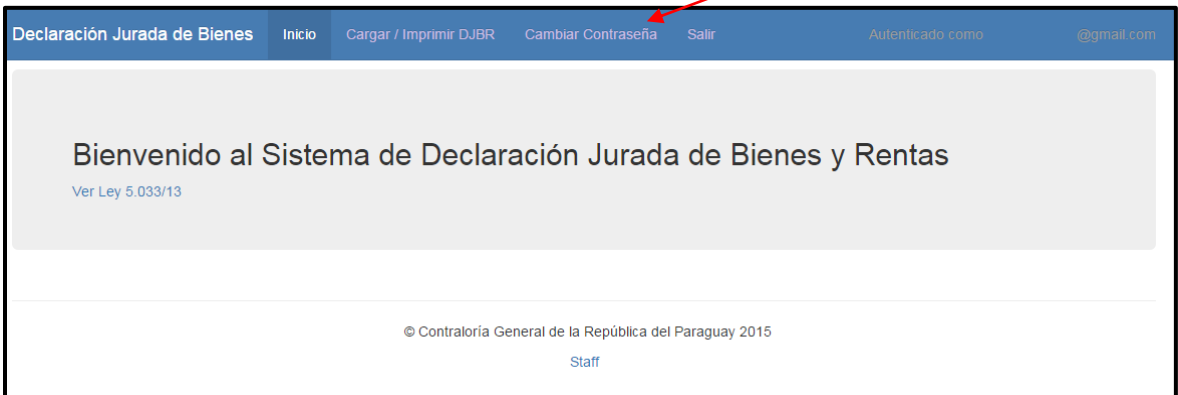 Declaración Jurada de Bienes Inicio Cargar / Imprimir DJBR Cambiar Contraseña Salir Autenticado como @gmail.com
Bienvenido al Sistema de Declaración Jurada de Bienes y Rentas
Ver Ley 5.033/13
© Contraloría General de la República del Paraguay 2015
Staff